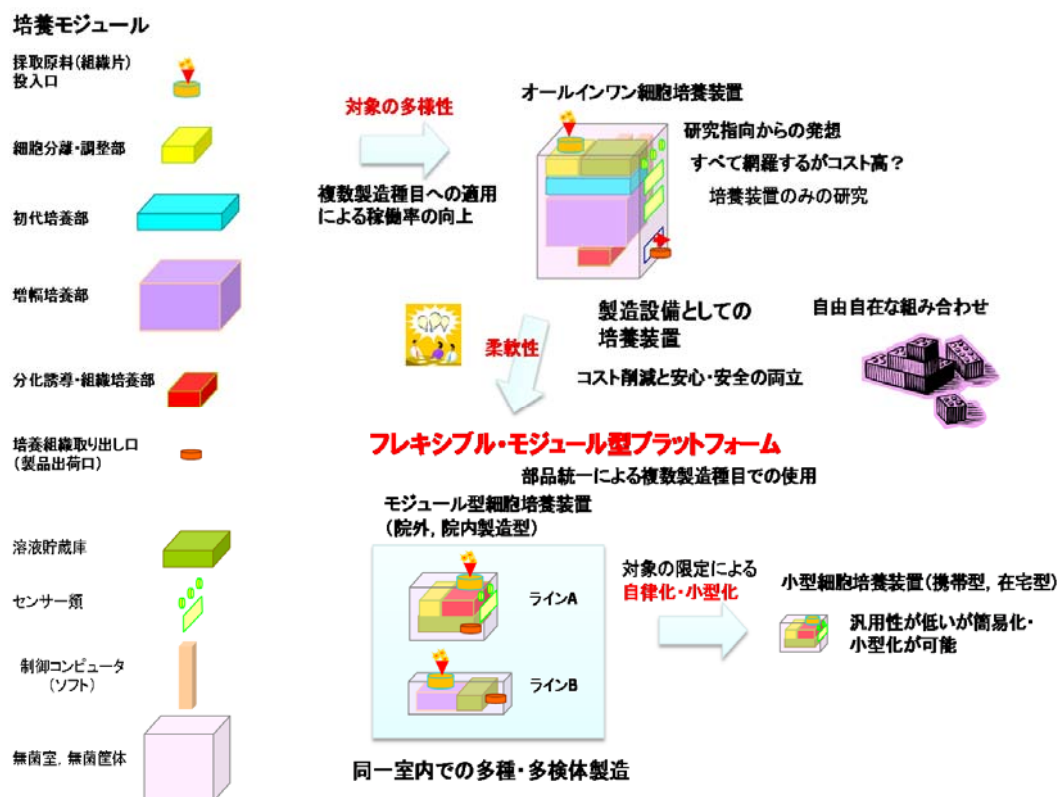 培養モジュール
採取原料(組織片)
投入口
細胞分離・調整部
初代培養部
増幅培養部
分化誘導・組織培養部
培養組織取り出し口
(製品出荷口)
溶液貯蔵庫
センサー類
制御コンピュータ
(ソフト)
無菌室, 無菌筐体
対象の多様性
複数製造種目への適用
による稼働率の向上
オールインワン細胞培養装置
研究指向からの発想
すべて網羅するがコスト高?
培養装置のみの研究
柔軟性
製造設備としての
培養装置
コスト削減と安心・安全の両立
自由自在な組み合わせ
フレキシブル・モジュール型プラットフォーム
部品統一による複数製造種目での使用
モジュール型細胞培養装置
(院外, 院内製造型)
ラインA
ラインB
同一室内での多種・多検体製造
対象の限定による
自律化・小型化
小型細胞培養装置(携帯型, 在宅型)
汎用性が低いが簡易化・
小型化が可能